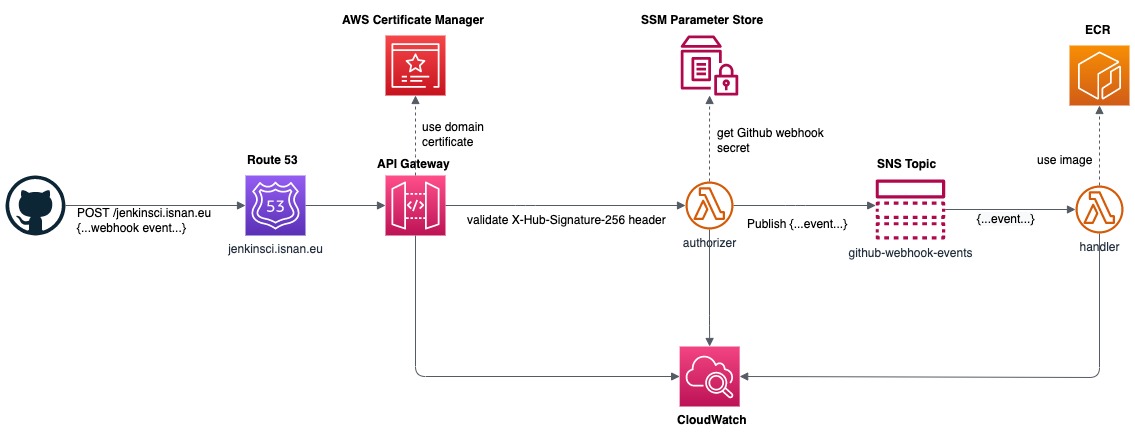 AWS Certificate Manager
SSM Parameter Store
ECR
use domain
certificate
get Github webhook
secret
Route 53
API Gateway
SNS Topic
use image
53
POST /jenkinsci.isnan.eu
{...webhook event...}
validate X-Hub-Signature-256 header
Publish {...event...}
{...event...}
jenkinsci.isnan.eu
authorizer
github-webhook-events
handler
CloudWatch